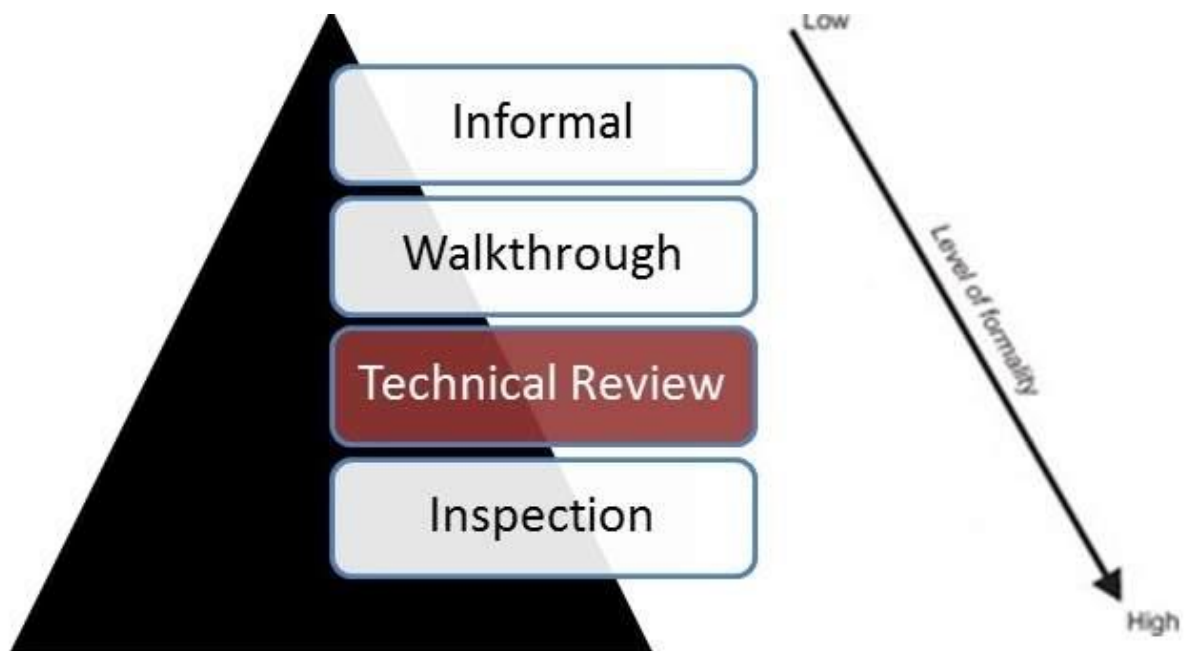 Low
Informal
Walkthrough
Technical Review
Inspection
Level of formality
High